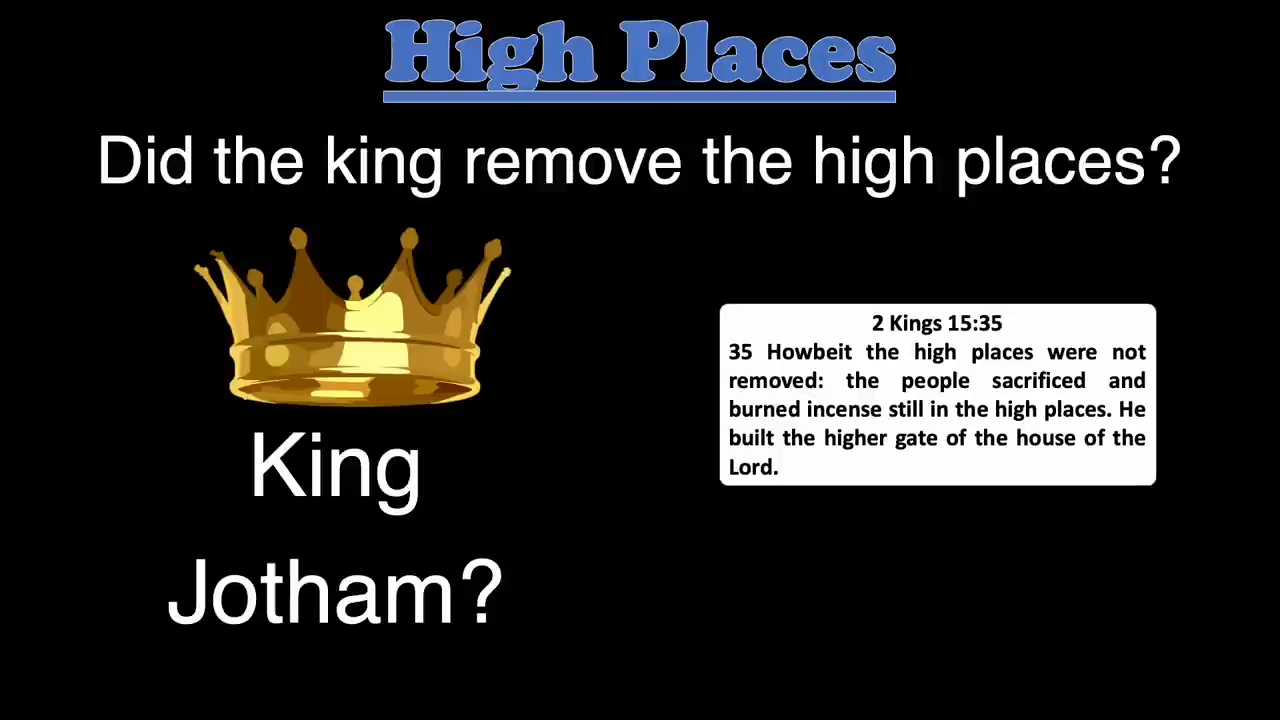 High Places
Did the king remove the high places?
King
Jotham?
2 Kings 15:35
35 Howbeit the high places were not
removed: the people sacrificed and
burned incense still in the high places. He
built the higher gate of the house of the
Lord.